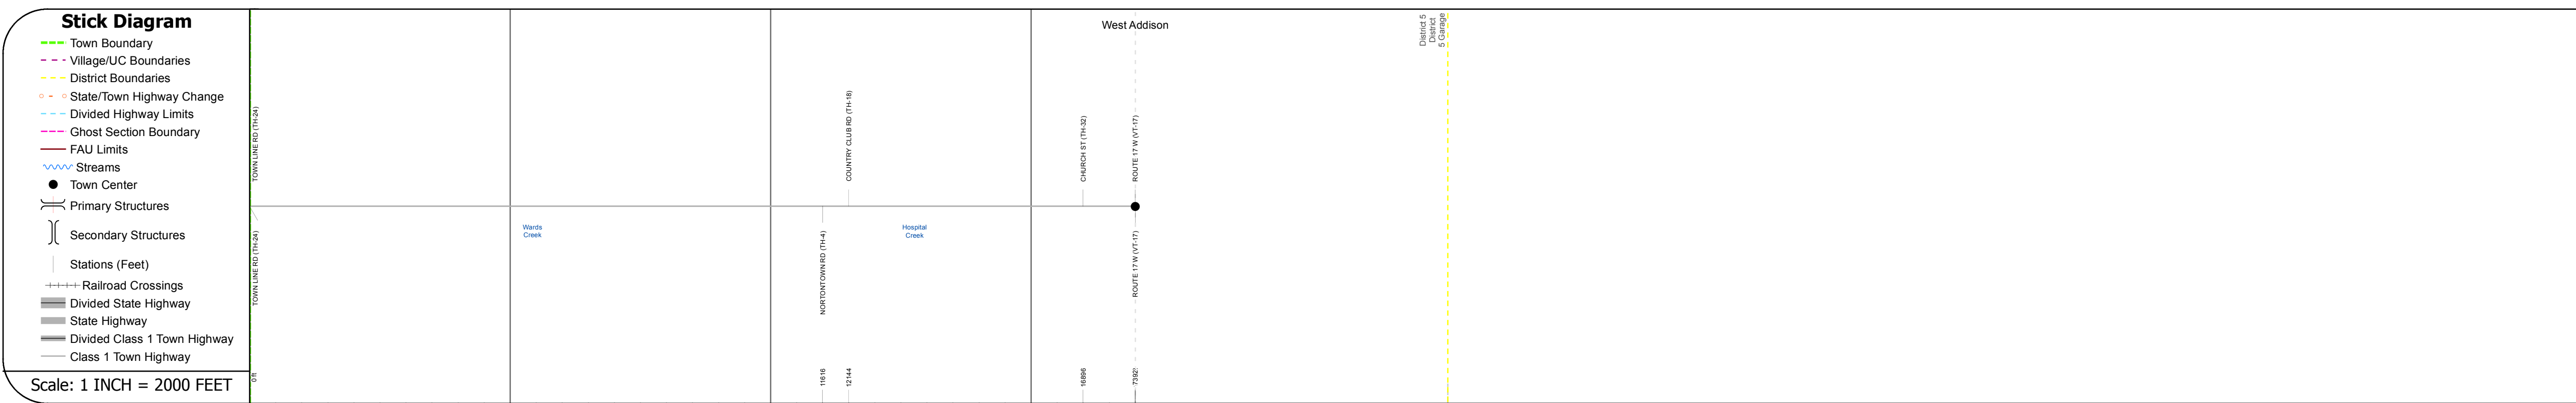 Stick Diagram
Town Boundary
Village/UC Boundaries
District Boundaries
State/Town Highway Change
Divided Highway Limits
Ghost Section Boundary
FAU Limits
Streams
Town Center
Primary Structures
Secondary Structures
Stations (Feet)
Railroad Crossings
Divided State Highway
State Highway
Divided Class 1 Town Highway
Class 1 Town Highway
Scale: 1 INCH = 2000 FEET
West Addison
District 5
District
5 Garage
TOWN LINE RD (TH-24)
COUNTRY CLUB RD (TH-18)
CHURCH ST (TH-32)
ROUTE 17 W (VT-17)
Wards
Creek
Hospital
Creek
TOWN LINE RD (TH-24)
NORTONTOWN RD (TH-4)
ROUTE 17 W (VT-17)
0 ft
11616
12144
16896